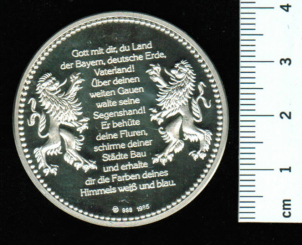 Gott mit dir, du Land
der Bayern, deutsche Erde,
Vaterland!
Über deinen
weiten Gauen
walte seine
Segenshand!
Er behüte
deine Fluren,
schirme deiner
Städte Bau
und erhalte
dir die Farben deines
Himmels weiß und blau.
4
3
2
1
cm